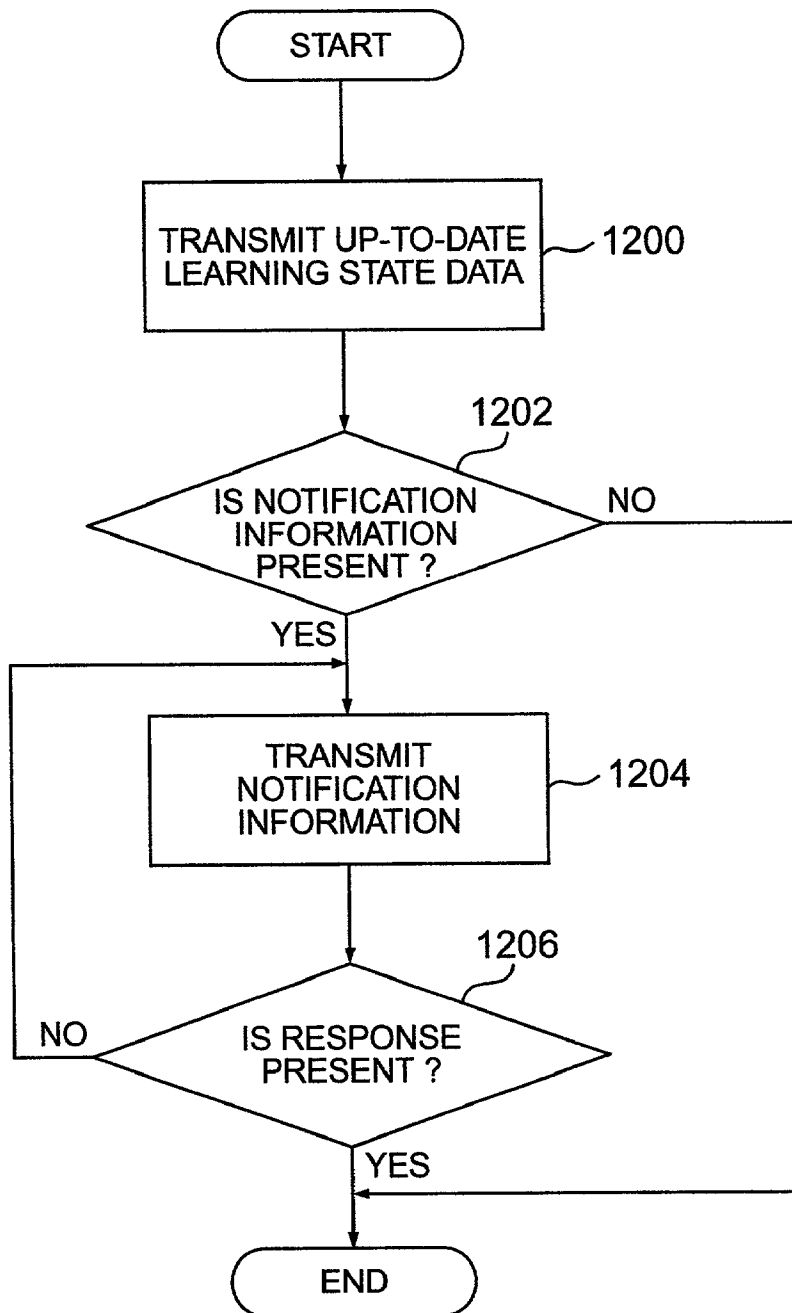 START
TRANSMIT UP-TO-DATE
LEARNING STATE DATA
1200
1202
IS NOTIFICATION
INFORMATION
PRESENT ?
NO
YES
TRANSMIT
NOTIFICATION
INFORMATION
1204
1206
IS RESPONSE
PRESENT ?
NO
YES
END